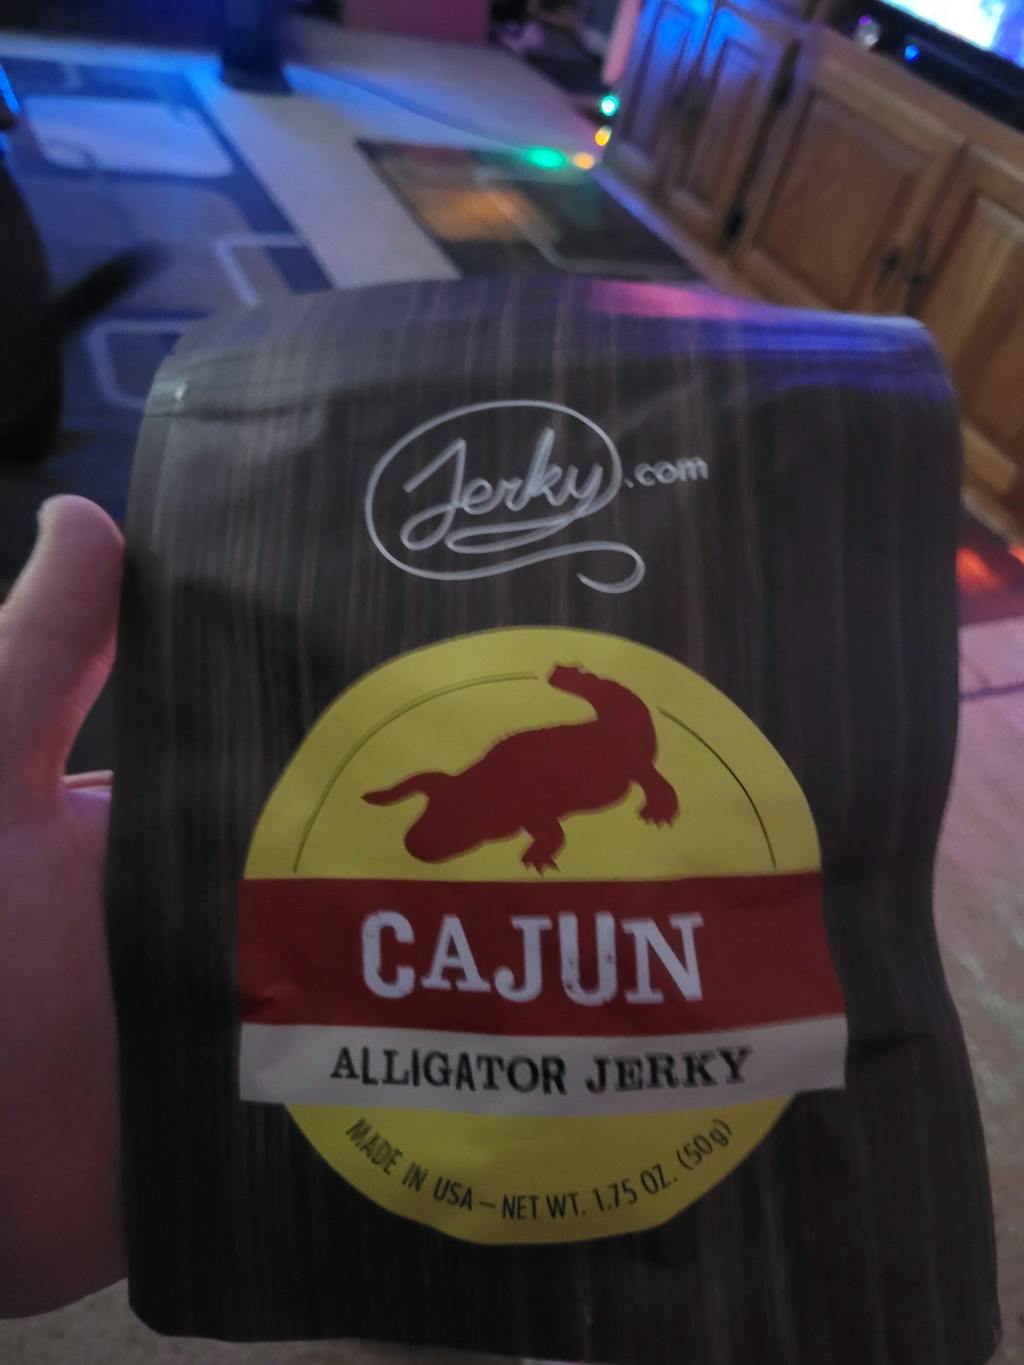 Jerky.com
CAJUN
ALLIGATOR JERKY
MADE IN USA – NET WT. 1.75 OZ. (50g)